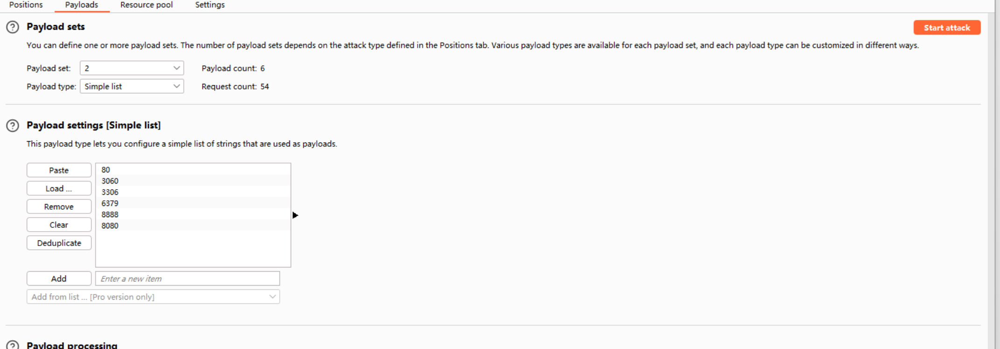 Positions Payloads Resource pool Settings
Payload sets
Start attack
You can define one or more payload sets. The number of payload sets depends on the attack type defined in the Positions tab. Various payload types are available for each payload set, and each payload type can be customized in different ways.
Payload set: 2 Payload count: 6
Payload type: Simple list Request count: 54
Payload settings [Simple list]
This payload type lets you configure a simple list of strings that are used as payloads.
Paste
Load ...
Remove
Clear
Deduplicate
80
3060
3306
6379
8888
8080
Add Enter a new item
Add from list ... [Pro version only]
Payload processing